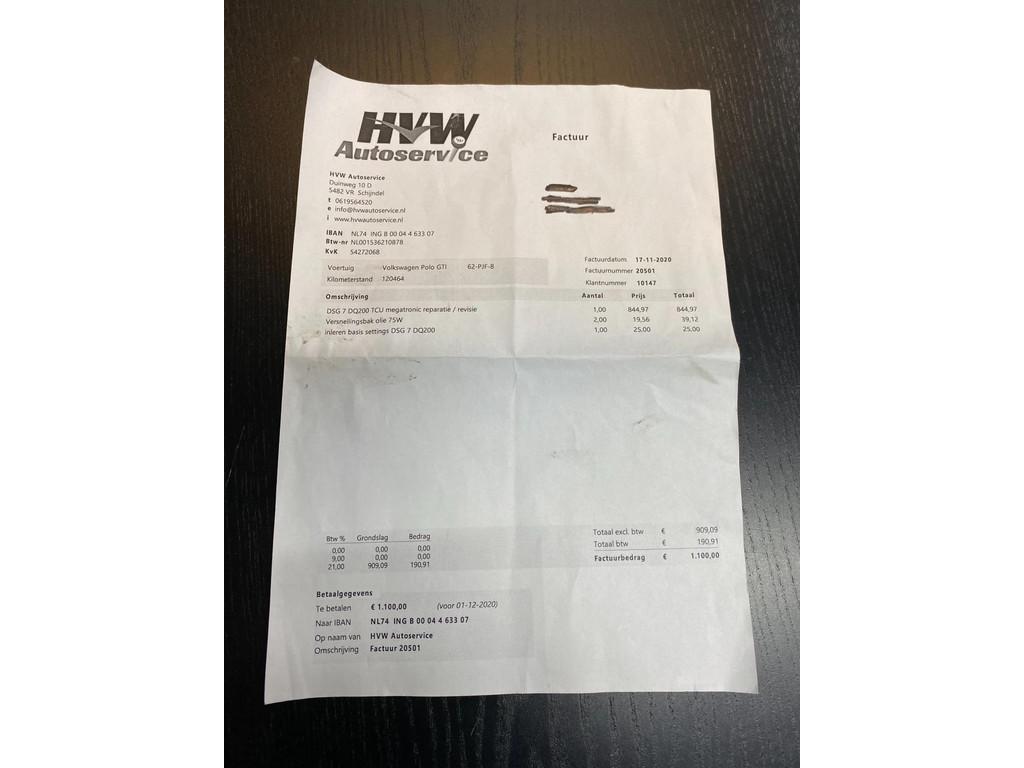 HVW
Autoservice
Factuur
HVW Autoservice
Duinweg 10 D
5482 VR Schijndel
t 0619564520
e info@hvwautoservice.nl
i www.hvwautoservice.nl
IBAN NL74 ING B 00 04 4 633 07
Btw-nr NL001536210878
KvK 54272068
Factuurdatum 17-11-2020
Voertuig Volkswagen Polo GTI 62-PJF-8
Factuurnummer 20501
Kilometerstand 120464
Klantnummer 10147
Omschrijving Aantal Prijs Totaal
DSG 7 DQ200 TCU megatronic reparatie / revisie 1,00 844,97 844,97
Versnellingsbak olie 75W 2,00 19,56 39,12
inleren basis settings DSG 7 DQ200 1,00 25,00 25,00
Btw % Grondslag Bedrag
0,00 0,00 0,00
9,00 0,00 0,00
21,00 909,09 190,91
Totaal excl. btw € 909,09
Totaal btw € 190,91
Factuurbedrag € 1.100,00
Betaalgegevens
Te betalen € 1.100,00 (voor 01-12-2020)
Naar IBAN NL74 ING B 00 04 4 633 07
Op naam van HVW Autoservice
Omschrijving Factuur 20501